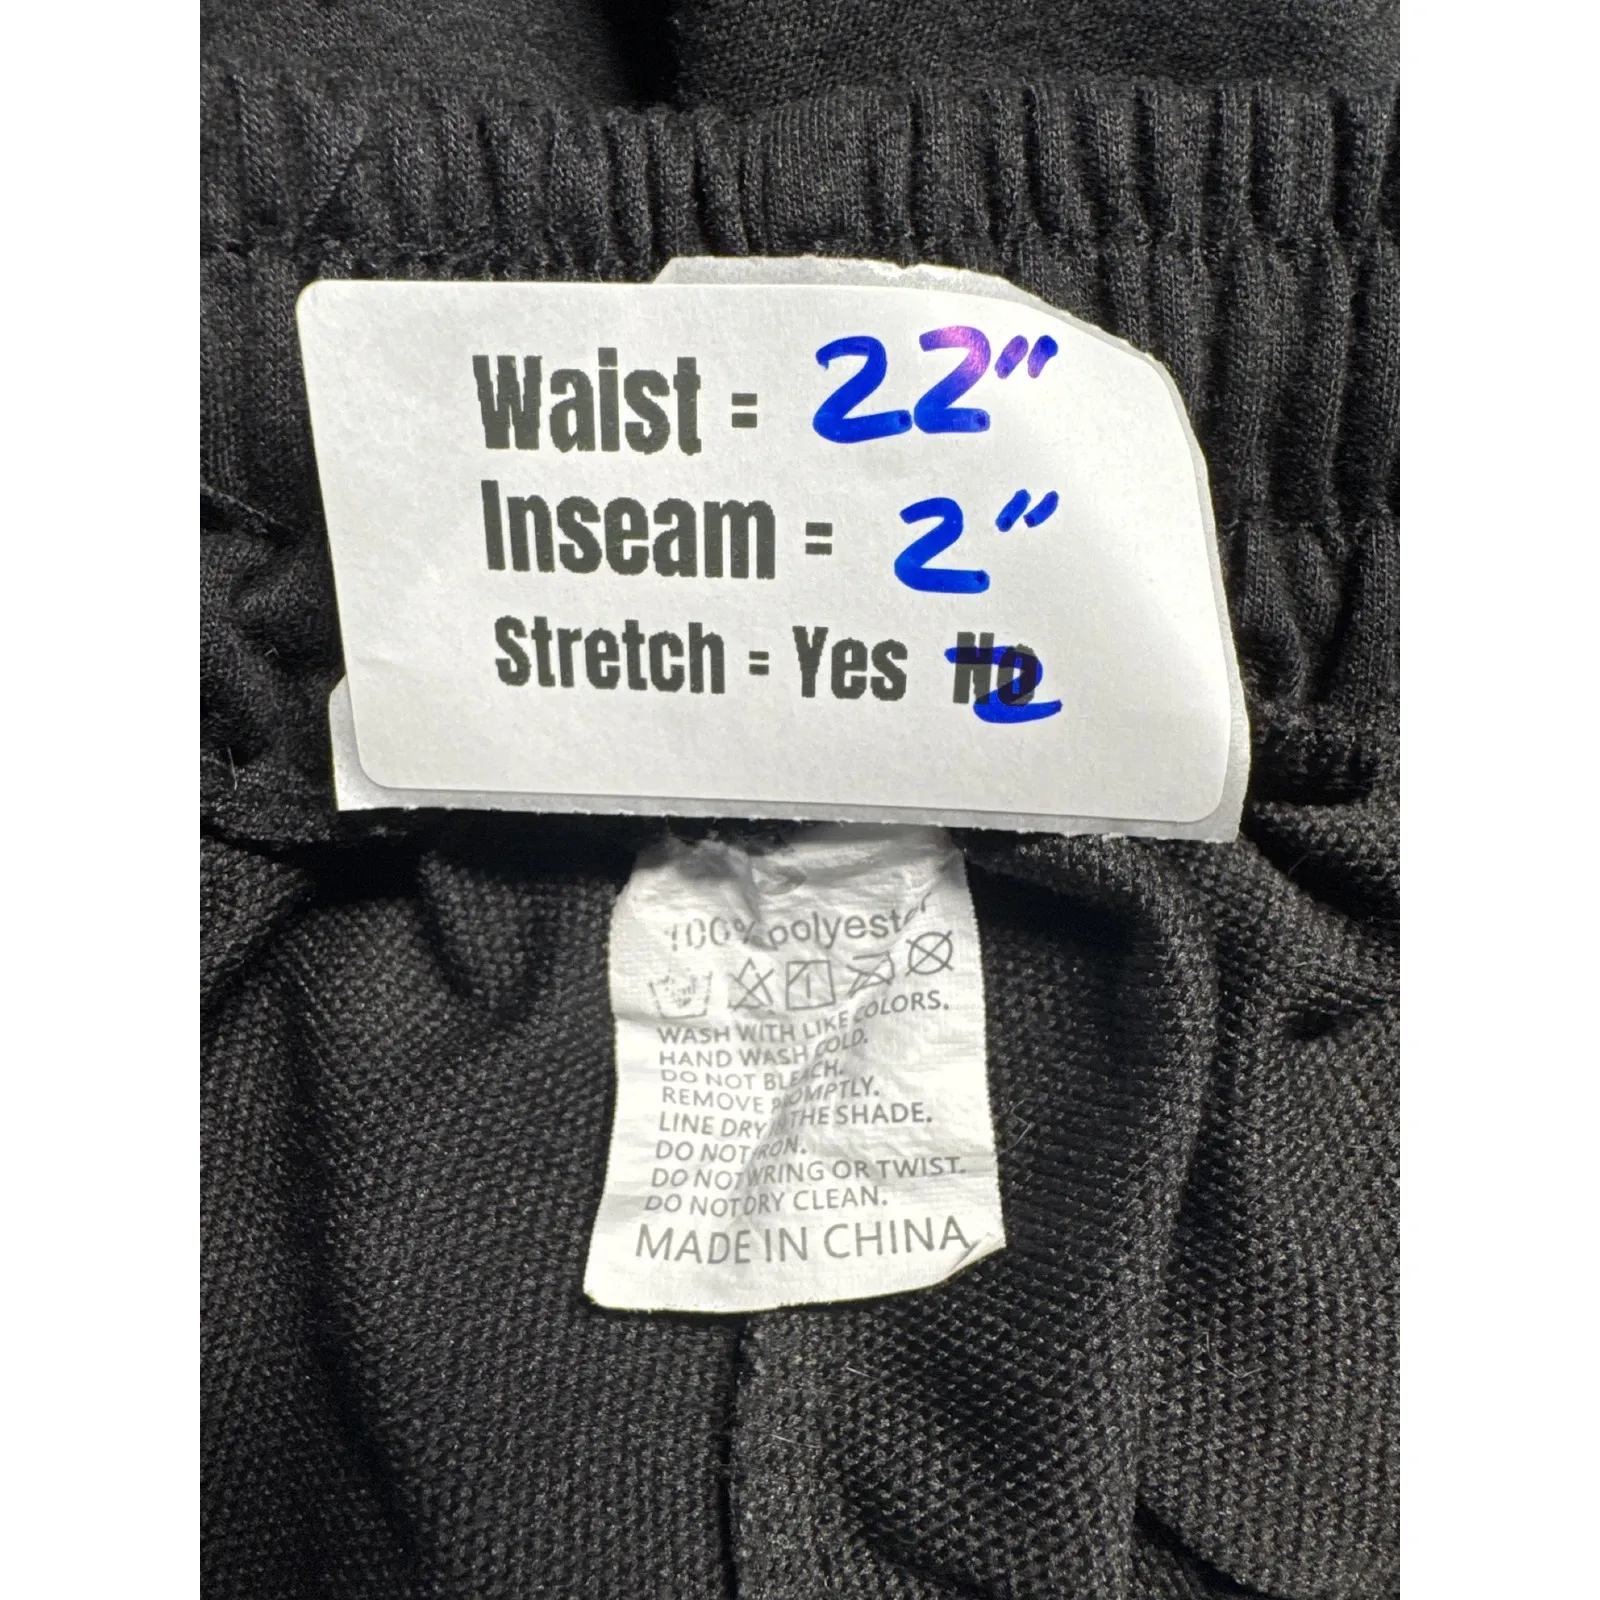 Waist = 22"
Inseam = 2"
Stretch = Yes No
100% polyester
WASH WITH LIKE COLORS.
HAND WASH COLD.
DO NOT BLEACH.
REMOVE PROMPTLY.
LINE DRY IN THE SHADE.
DO NOT IRON.
DO NOT WRING OR TWIST.
DO NOT DRY CLEAN.
MADE IN CHINA